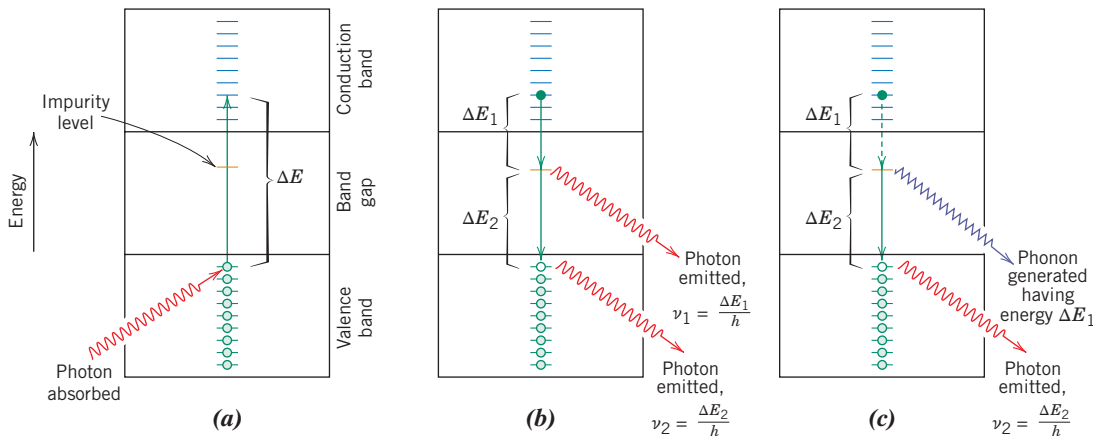 Energy
Impurity
level
ΔE
Conduction
band
Band
gap
Valence
band
Photon
absorbed
(a)
ΔE₁
ΔE₂
Photon
emitted,
ν₁ = ΔE₁/h
Photon
emitted,
ν₂ = ΔE₂/h
(b)
ΔE₁
ΔE₂
Phonon
generated
having
energy ΔE₁
Photon
emitted,
ν₂ = ΔE₂/h
(c)